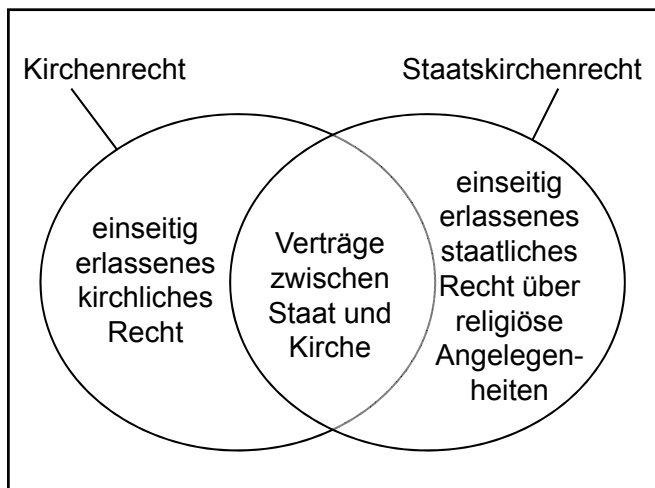 Kirchenrecht
Staatskirchenrecht
einseitig
erlassenes
kirchliches
Recht
Verträge
zwischen
Staat und
Kirche
einseitig
erlassenes
staatliches
Recht über
religiöse
Angelegen-
heiten